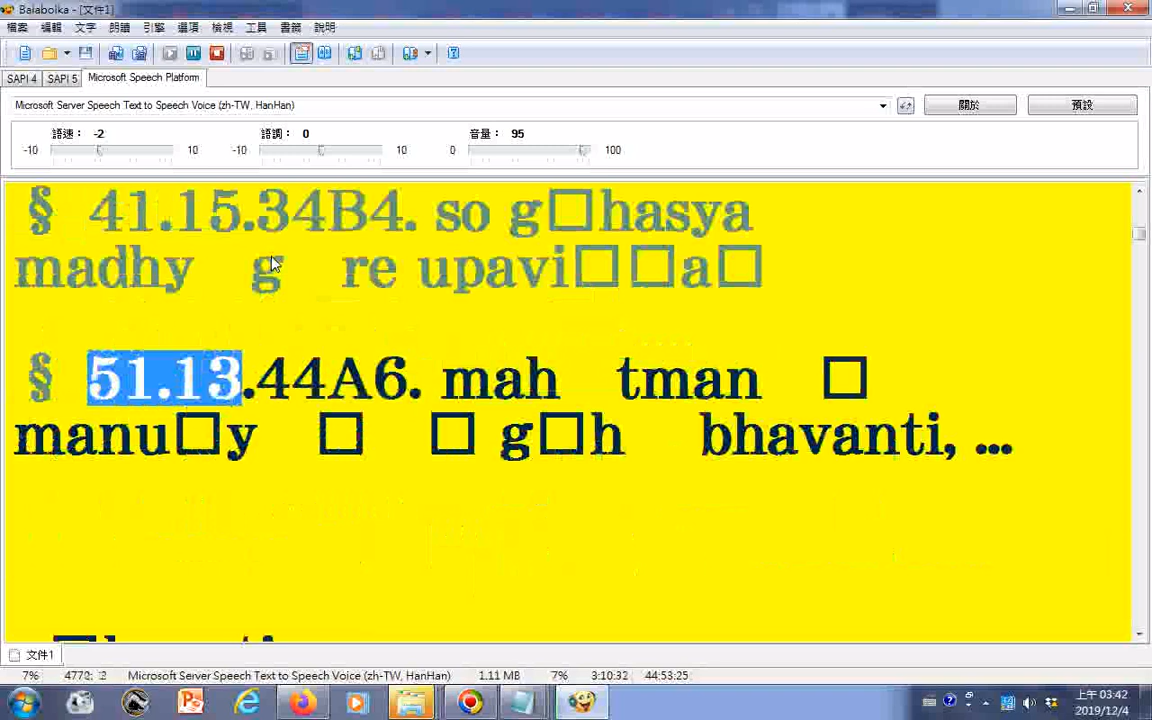 Balabolka - [文件1]
檔案 編輯 文字 朗讀 引擎 選項 檢視 工具 書籤 說明
SAPI 4 SAPI 5 Microsoft Speech Platform
Microsoft Server Speech Text to Speech Voice (zh-TW, HanHan) 關於 預設
語速： -2 語調： 0 音量： 95
-10 10 -10 10 0 100
§ 41.15.34B4. so g□hasya
madhy g re upavi□□a□
§ 51.13.44A6. mah tman □
manu□y □ □ g□h bhavanti, ...
文件1
7% Microsoft Server Speech Text to Speech Voice (zh-TW, HanHan) 1.11 MB 7% 3:10:32 44:53:25
上午 03:42
2019/12/4